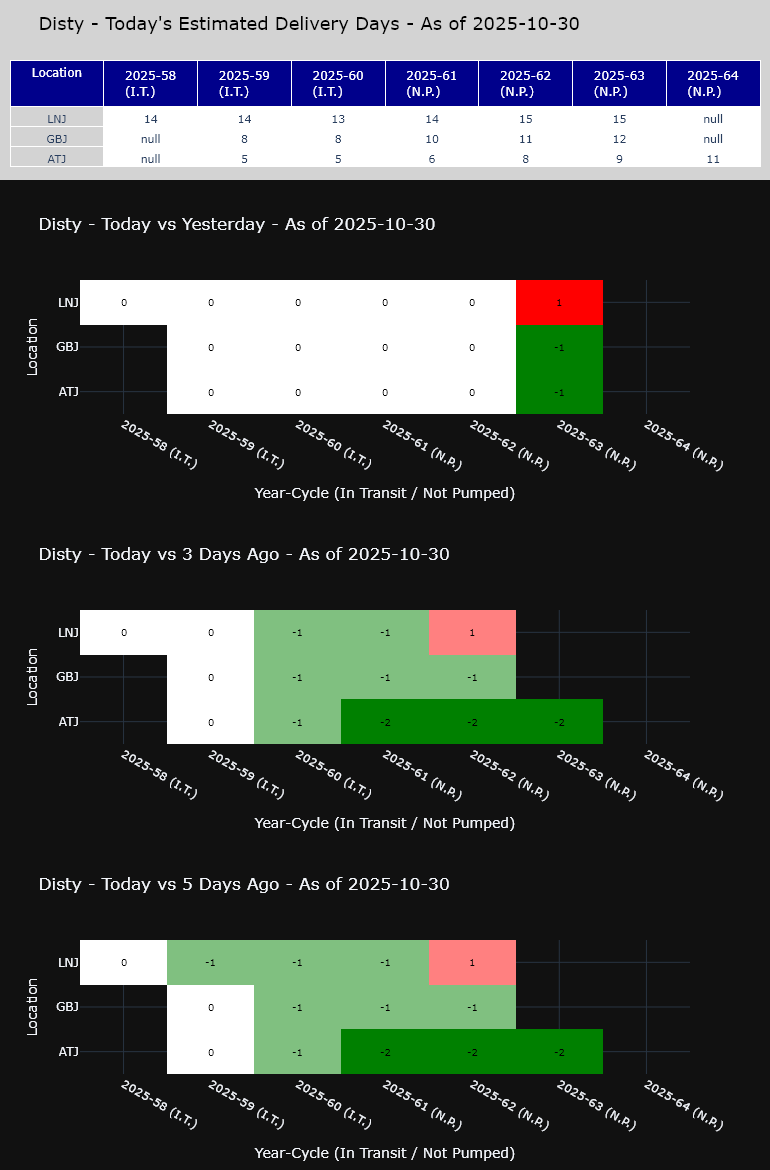 Disty - Today's Estimated Delivery Days - As of 2025-10-30
Location 2025-58 (I.T.) 2025-59 (I.T.) 2025-60 (I.T.) 2025-61 (N.P.) 2025-62 (N.P.) 2025-63 (N.P.) 2025-64 (N.P.)
LNJ 14 14 13 14 15 15 null
GBJ null 8 8 10 11 12 null
ATJ null 5 5 6 8 9 11
Disty - Today vs Yesterday - As of 2025-10-30
Location
LNJ 0 0 0 0 0 1
GBJ 0 0 0 0 -1
ATJ 0 0 0 0 -1
2025-58 (I.T.) 2025-59 (I.T.) 2025-60 (I.T.) 2025-61 (N.P.) 2025-62 (N.P.) 2025-63 (N.P.) 2025-64 (N.P.)
Year-Cycle (In Transit / Not Pumped)
Disty - Today vs 3 Days Ago - As of 2025-10-30
Location
LNJ 0 0 -1 -1 1
GBJ 0 -1 -1 -1
ATJ 0 -1 -2 -2 -2
2025-58 (I.T.) 2025-59 (I.T.) 2025-60 (I.T.) 2025-61 (N.P.) 2025-62 (N.P.) 2025-63 (N.P.) 2025-64 (N.P.)
Year-Cycle (In Transit / Not Pumped)
Disty - Today vs 5 Days Ago - As of 2025-10-30
Location
LNJ 0 -1 -1 -1 1
GBJ 0 -1 -1 -1
ATJ 0 -1 -2 -2 -2
2025-58 (I.T.) 2025-59 (I.T.) 2025-60 (I.T.) 2025-61 (N.P.) 2025-62 (N.P.) 2025-63 (N.P.) 2025-64 (N.P.)
Year-Cycle (In Transit / Not Pumped)